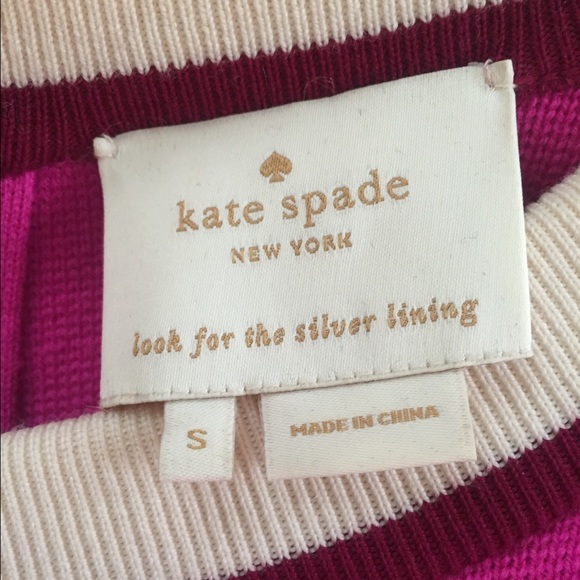 kate spade
NEW YORK
look for the silver lining
S
MADE IN CHINA